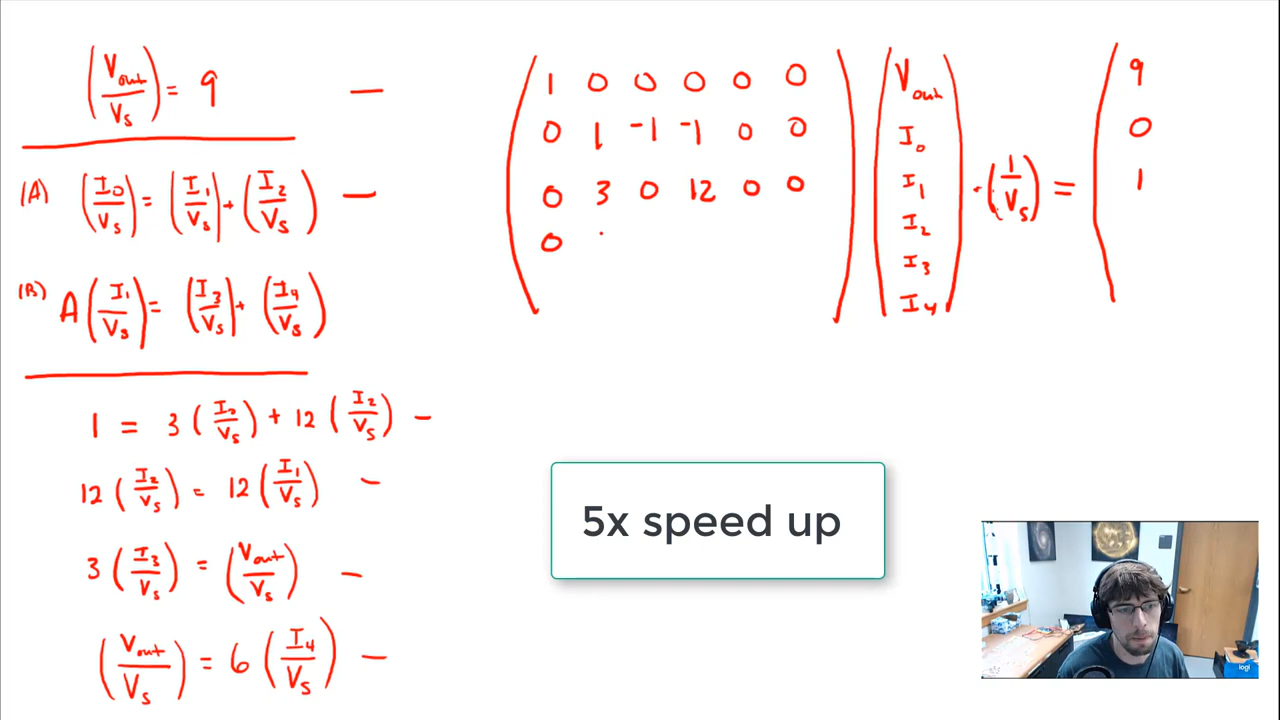 (Vout/Vs) = 9 —
(A) (I0/Vs) = (I1/Vs) + (I2/Vs) —
(B) A(I1/Vs) = (I3/Vs) + (I4/Vs)
1 = 3(I0/Vs) + 12(I2/Vs) —
12(I2/Vs) = 12(I1/Vs) —
3(I3/Vs) = (Vout/Vs) —
(Vout/Vs) = 6(I4/Vs) —
1 0 0 0 0 0
0 1 -1 -1 0 0
0 3 0 12 0 0
0
Vout
I0
I1
I2
I3
I4
· (1/Vs) =
9
0
1
5x speed up
logi